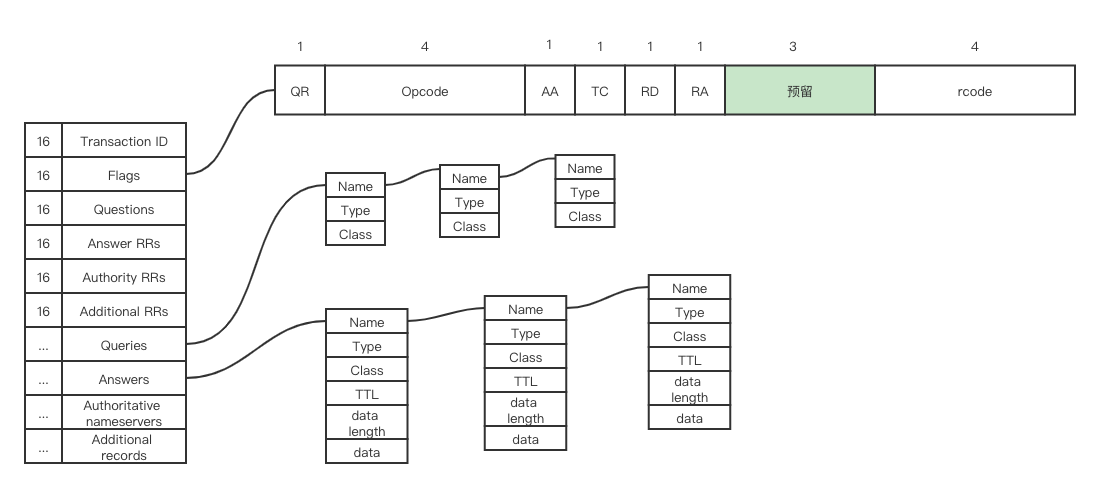 1 4 1 1 1 1 3 4
QR Opcode AA TC RD RA 预留 rcode
16 Transaction ID
16 Flags
16 Questions
16 Answer RRs
16 Authority RRs
16 Additional RRs
... Queries
... Answers
... Authoritative
nameservers
... Additional
records
Name
Type
Class
Name
Type
Class
Name
Type
Class
Name
Type
Class
TTL
data
length
data
Name
Type
Class
TTL
data
length
data
Name
Type
Class
TTL
data
length
data